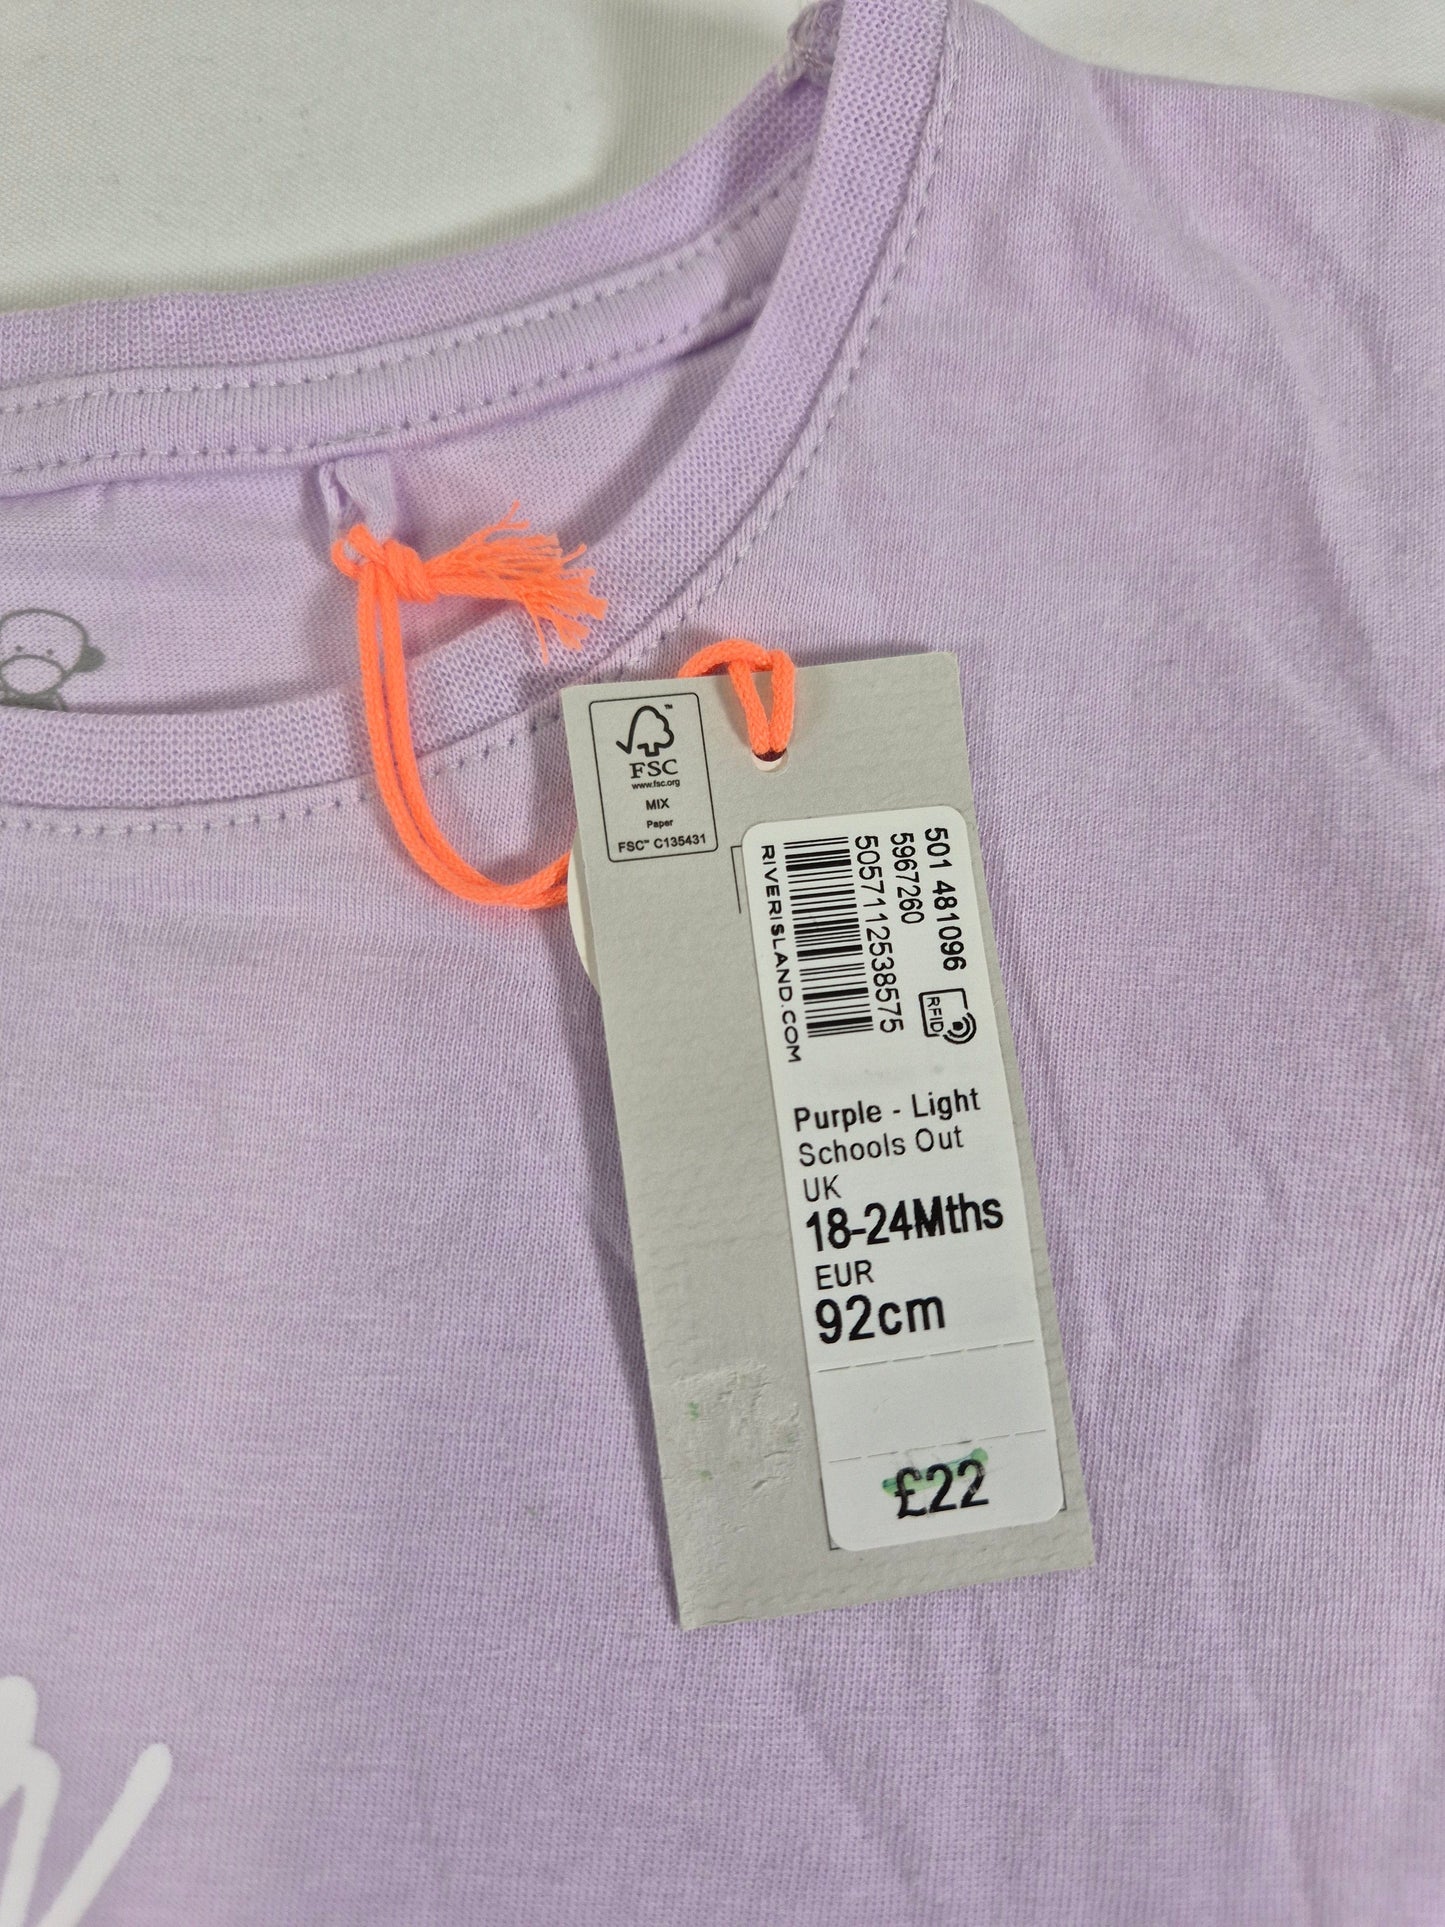 FSC™
www.fsc.org
MIX
Paper
FSC™ C135431
501 481096
5967260
5057112538575
RIVERISLAND.COM
RFID
Purple - Light
Schools Out
UK
18-24Mths
EUR
92cm
£22